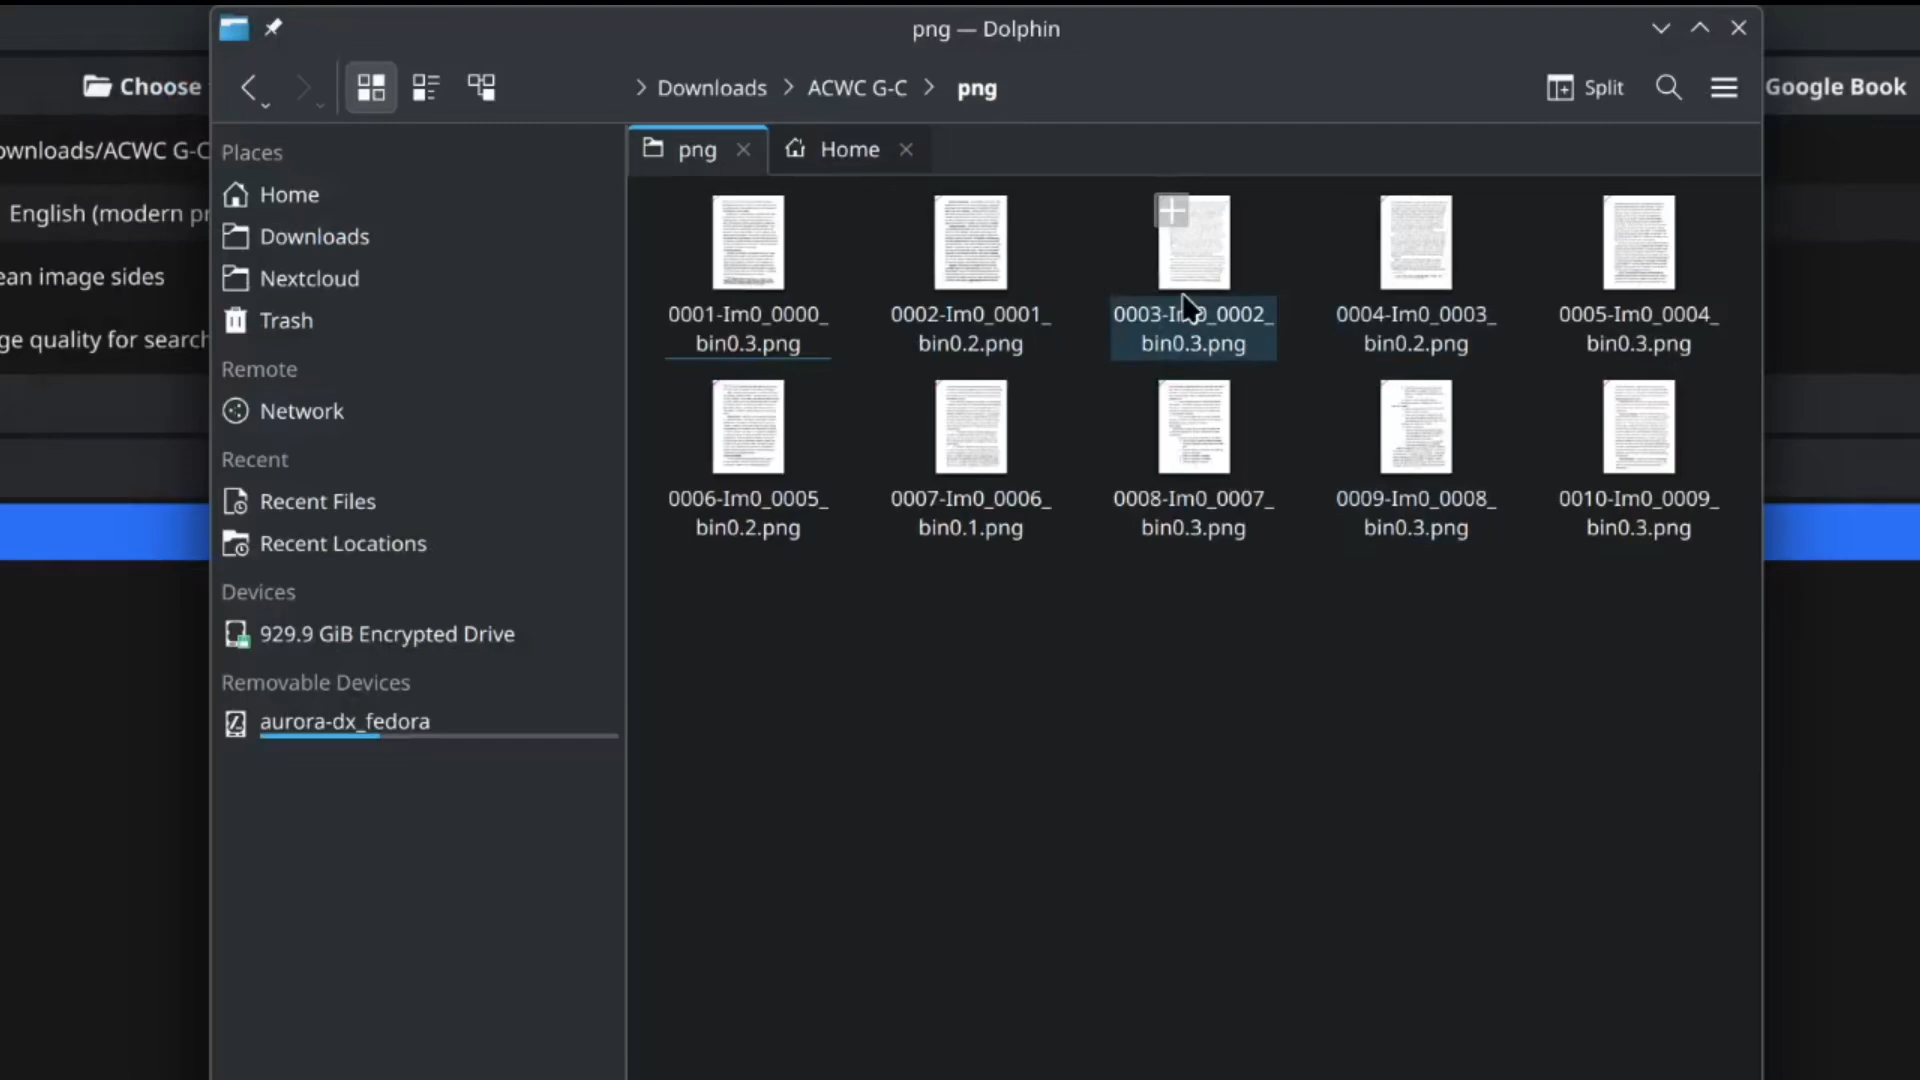 png — Dolphin
Choose
Downloads
ACWC G-C
png
Split
Google Book
ownloads/ACWC G-C
English (modern pr
ean image sides
ge quality for search
Places
Home
Downloads
Nextcloud
Trash
Remote
Network
Recent
Recent Files
Recent Locations
Devices
929.9 GiB Encrypted Drive
Removable Devices
aurora-dx_fedora
png
Home
0001-Im0_0000_
bin0.3.png
0002-Im0_0001_
bin0.2.png
0003-Im0_0002_
bin0.3.png
0004-Im0_0003_
bin0.2.png
0005-Im0_0004_
bin0.3.png
0006-Im0_0005_
bin0.2.png
0007-Im0_0006_
bin0.1.png
0008-Im0_0007_
bin0.3.png
0009-Im0_0008_
bin0.3.png
0010-Im0_0009_
bin0.3.png